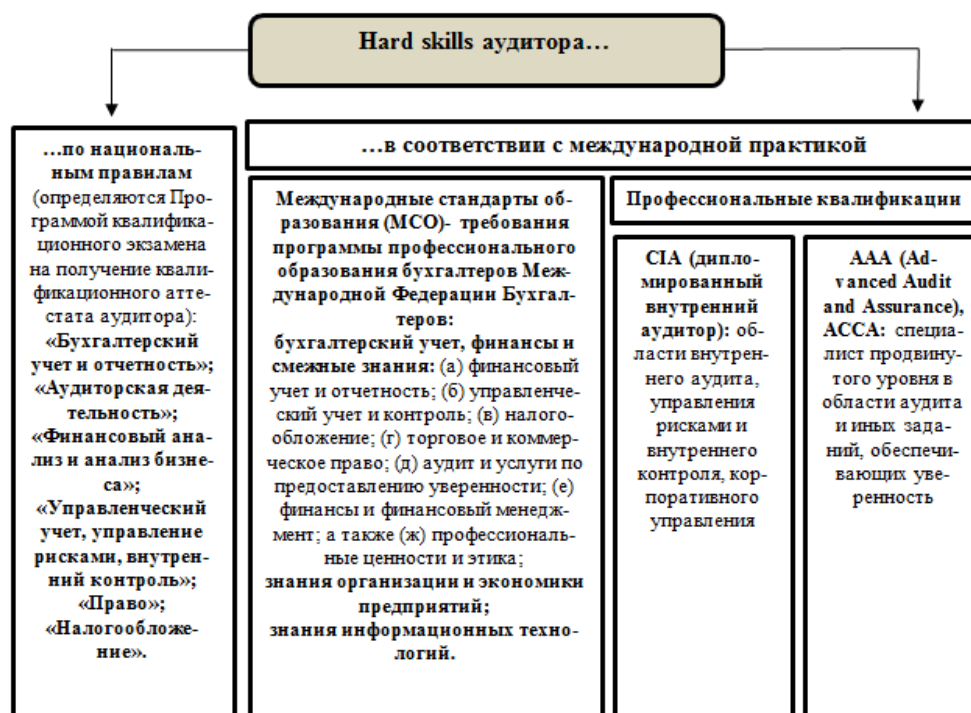 Hard skills аудитора…
…по националь-
ным правилам
(определяются Про-
граммой квалифика-
ционного экзамена
на получение квали-
фикационного атте-
стата аудитора):
«Бухгалтерский
учет и отчетность»;
«Аудиторская дея-
тельность»;
«Финансовый ана-
лиз и анализ бизне-
са»;
«Управленческий
учет, управление
рисками, внутрен-
ний контроль»;
«Право»;
«Налогообложе-
ние».
…в соответствии с международной практикой
Международные стандарты об-
разования (МСО)- требования
программы профессионального
образования бухгалтеров Меж-
дународной Федерации Бухгал-
теров:
бухгалтерский учет, финансы и
смежные знания: (а) финансовый
учет и отчетность; (б) управленче-
ский учет и контроль; (в) налого-
обложение; (г) торговое и коммер-
ческое право; (д) аудит и услуги по
предоставлению уверенности; (е)
финансы и финансовый менедж-
мент; а также (ж) профессиональ-
ные ценности и этика;
знания организации и экономики
предприятий;
знания информационных техно-
логий.
Профессиональные квалификации
CIA (дипло-
мированный
внутренний
аудитор): об-
ласти внутрен-
него аудита,
управления
рисками и
внутреннего
контроля, кор-
поративного
управления
AAA (Ad-
vanced Audit
and Assurance),
ACCA: специа-
лист продвину-
того уровня в
области аудита
и иных зада-
ний, обеспечи-
вающих уве-
ренность